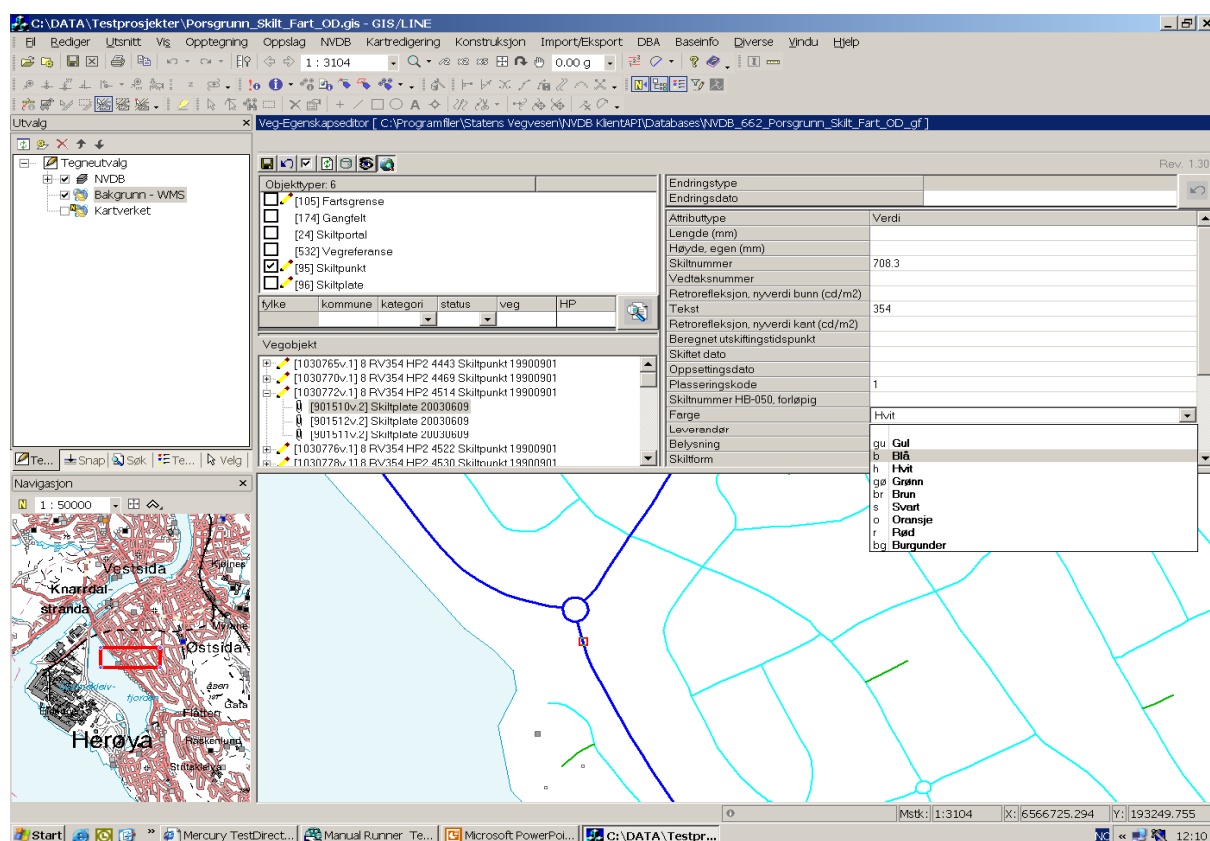 C:\DATA\Testprosjekter\Porsgrunn_Skilt_Fart_OD.gis - GIS/LINE
Fil Rediger Utsnitt Vis Opptegning Oppslag NVDB Kartredigering Konstruksjon Import/Eksport DBA Baseinfo Diverse Vindu Hjelp
1 : 3104 0.00 g
Utvalg
Tegneutvalg
NVDB
Bakgrunn - WMS
Kartverket
Te... Snap Søk Te... Velg
Veg-Egenskapseditor [ C:\Programfiler\Statens Vegvesen\NVDB KlientAPI\Databases\NVDB_662_Porsgrunn_Skilt_Fart_OD_gf ]
Rev. 1.30
Objekttyper: 6
[105] Fartsgrense
[174] Gangfelt
[24] Skiltportal
[532] Vegreferanse
[95] Skiltpunkt
[96] Skiltplate
fylke kommune kategori status veg HP
Vegobjekt
[1030765v.1] 8 RV354 HP2 4443 Skiltpunkt 19900901
[1030770v.1] 8 RV354 HP2 4469 Skiltpunkt 19900901
[1030772v.1] 8 RV354 HP2 4514 Skiltpunkt 19900901
[901510v.2] Skiltplate 20030609
[901512v.2] Skiltplate 20030609
[901511v.2] Skiltplate 20030609
[1030776v.1] 8 RV354 HP2 4522 Skiltpunkt 19900901
[1030778v.1] 8 RV354 HP2 4530 Skiltpunkt 19900901
Endringstype
Endringsdato
Attributtype Verdi
Lengde (mm)
Høyde, egen (mm)
Skiltnummer 708.3
Vedtaksnummer
Retrorefleksjon, nyverdi bunn (cd/m2)
Tekst 354
Retrorefleksjon, nyverdi kant (cd/m2)
Beregnet utskiftingstidspunkt
Skiftet dato
Oppsettingsdato
Plasseringskode 1
Skiltnummer HB-050, forløpig
Farge Hvit
Leverandør
Belysning
Skiltform
gu Gul
b Blå
h Hvit
gø Grønn
br Brun
s Svart
o Oransje
r Rød
bg Burgunder
Navigasjon
1 : 50000
Vestsida
Kjølnes
Knarrdal-
stranda
Myrane
Østsida
fjorden
åsen
Gata
Flåtten
Herøya
Raskenlund
Mstk.: 1:3104 X: 6566725.294 Y: 193249.755
Start » Mercury TestDirect... Manual Runner Te... Microsoft PowerPoi... C:\DATA\Testpr... NO « 12:10